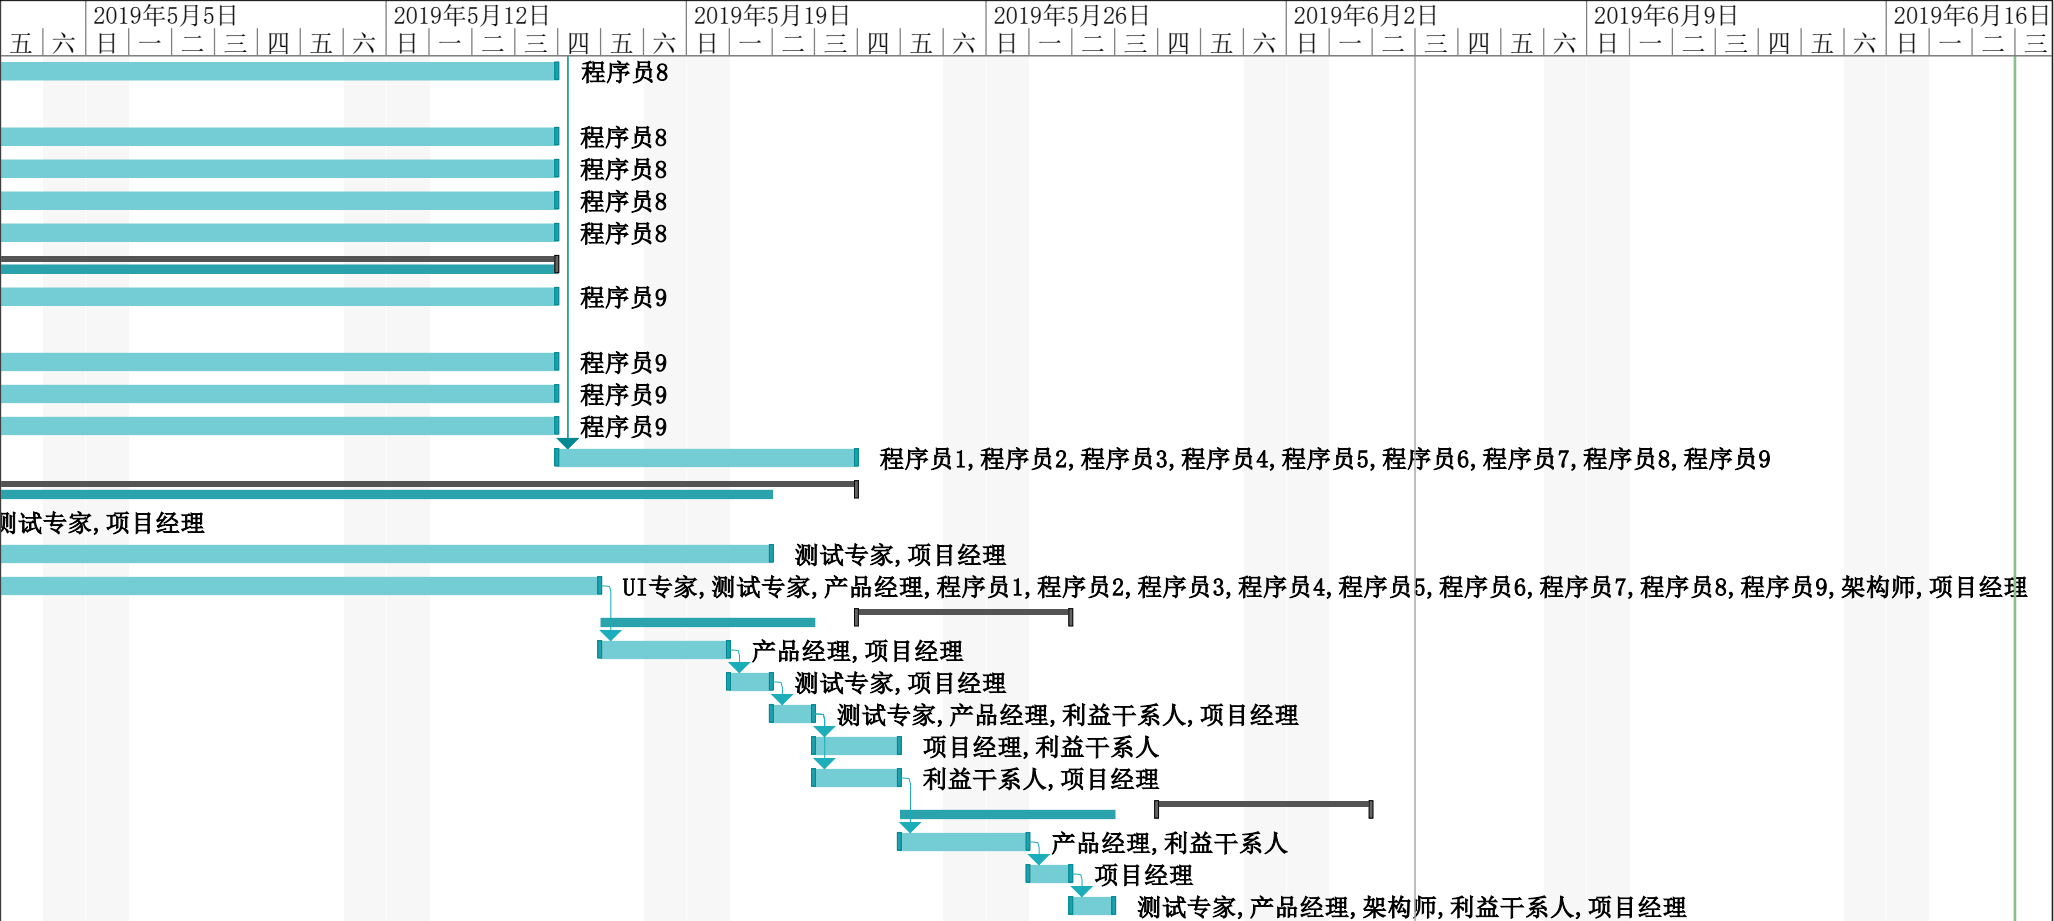 2019年5月5日 2019年5月12日 2019年5月19日 2019年5月26日 2019年6月2日 2019年6月9日 2019年6月16日
五 六 日 一 二 三 四 五 六 日 一 二 三 四 五 六 日 一 二 三 四 五 六 日 一 二 三 四 五 六 日 一 二 三 四 五 六 日 一 二 三 四 五 六 日 一 二 三
程序员8
程序员8
程序员8
程序员8
程序员8
程序员9
程序员9
程序员9
程序员9
程序员1,程序员2,程序员3,程序员4,程序员5,程序员6,程序员7,程序员8,程序员9
测试专家,项目经理
测试专家,项目经理
UI专家,测试专家,产品经理,程序员1,程序员2,程序员3,程序员4,程序员5,程序员6,程序员7,程序员8,程序员9,架构师,项目经理
产品经理,项目经理
测试专家,项目经理
测试专家,产品经理,利益干系人,项目经理
项目经理,利益干系人
利益干系人,项目经理
产品经理,利益干系人
项目经理
测试专家,产品经理,架构师,利益干系人,项目经理